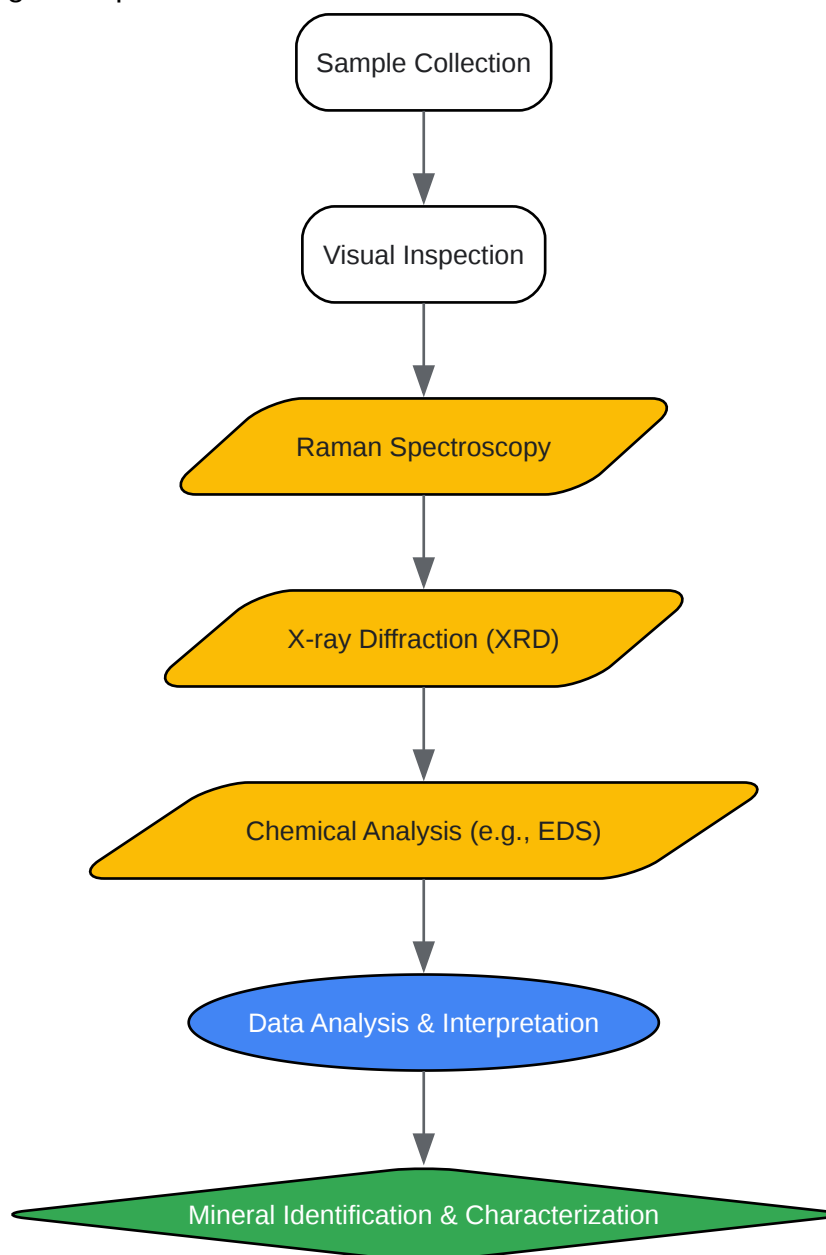 Sample Collection
Visual Inspection
Raman Spectroscopy
X-ray Diffraction (XRD)
Chemical Analysis (e.g., EDS)
Data Analysis & Interpretation
Mineral Identification & Characterization